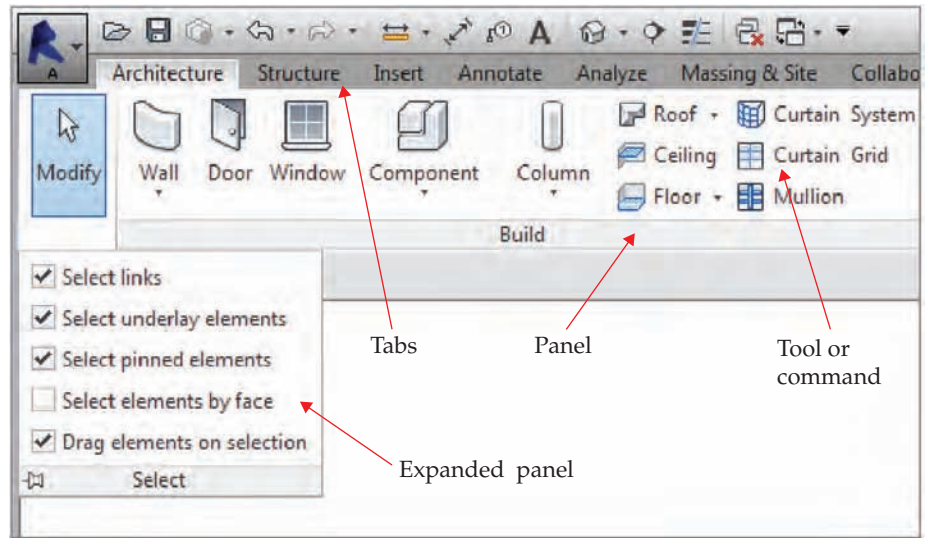 A
Architecture Structure Insert Annotate Analyze Massing & Site Collabo
Modify Wall Door Window Component Column
Roof Curtain System
Ceiling Curtain Grid
Floor Mullion
Build
Select links
Select underlay elements
Select pinned elements
Select elements by face
Drag elements on selection
Select
Tabs
Panel
Tool or
command
Expanded panel